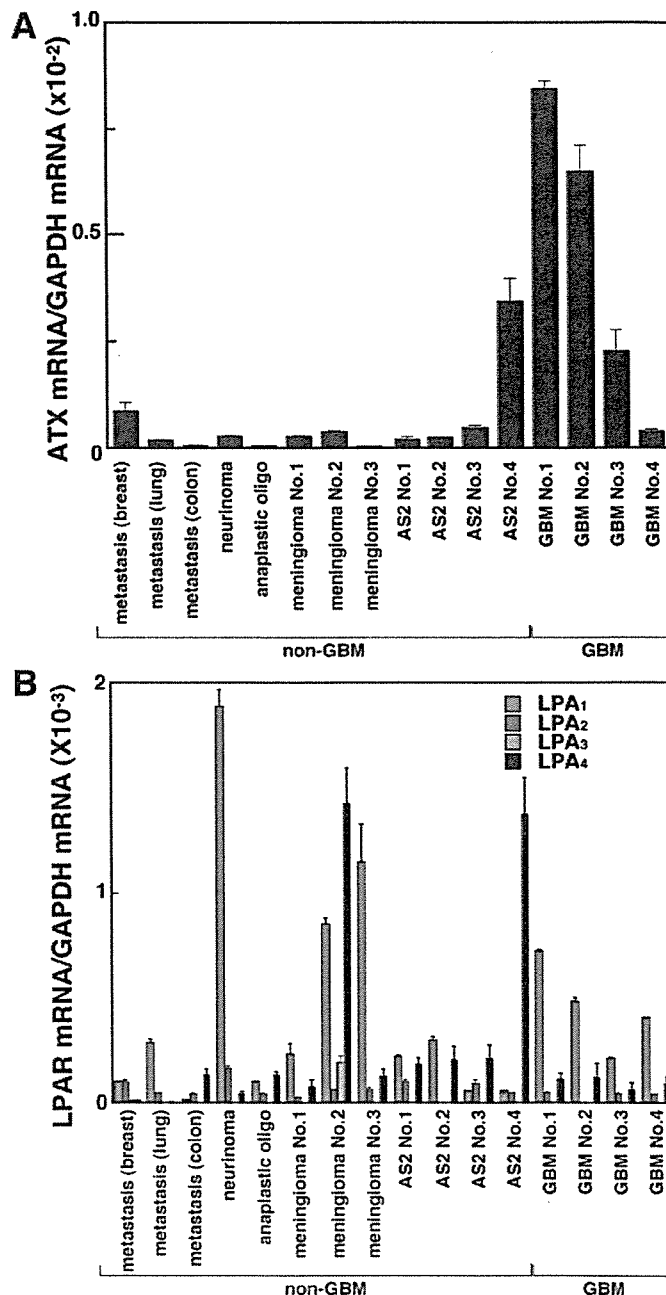 A
ATX mRNA/GAPDH mRNA (x10-2)
1.0
0.5
0
metastasis (breast)
metastasis (lung)
metastasis (colon)
neurinoma
anaplastic oligo
meningioma No.1
meningioma No.2
meningioma No.3
AS2 No.1
AS2 No.2
AS2 No.3
AS2 No.4
GBM No.1
GBM No.2
GBM No.3
GBM No.4
non-GBM
GBM
B
LPAR mRNA/GAPDH mRNA (X10-3)
2
1
0
LPA1
LPA2
LPA3
LPA4
metastasis (breast)
metastasis (lung)
metastasis (colon)
neurinoma
anaplastic oligo
meningioma No.1
meningioma No.2
meningioma No.3
AS2 No.1
AS2 No.2
AS2 No.3
AS2 No.4
GBM No.1
GBM No.2
GBM No.3
GBM No.4
non-GBM
GBM